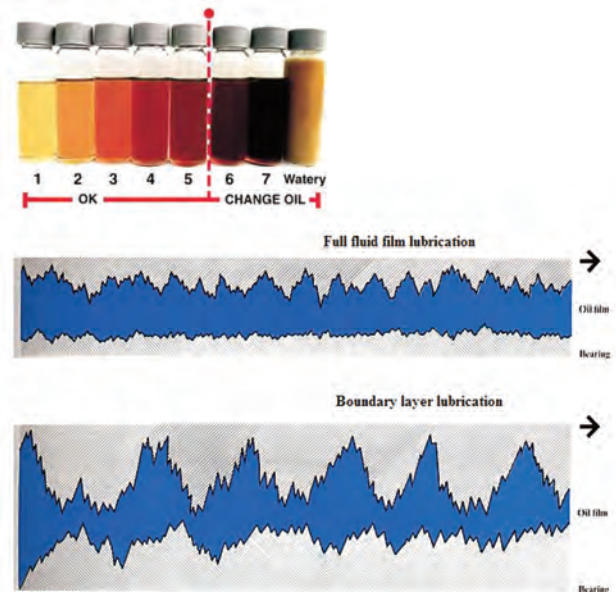 1 2 3 4 5 6 7 Watery
OK CHANGE OIL
Full fluid film lubrication
Oil film
Bearing
Boundary layer lubrication
Oil film
Bearing